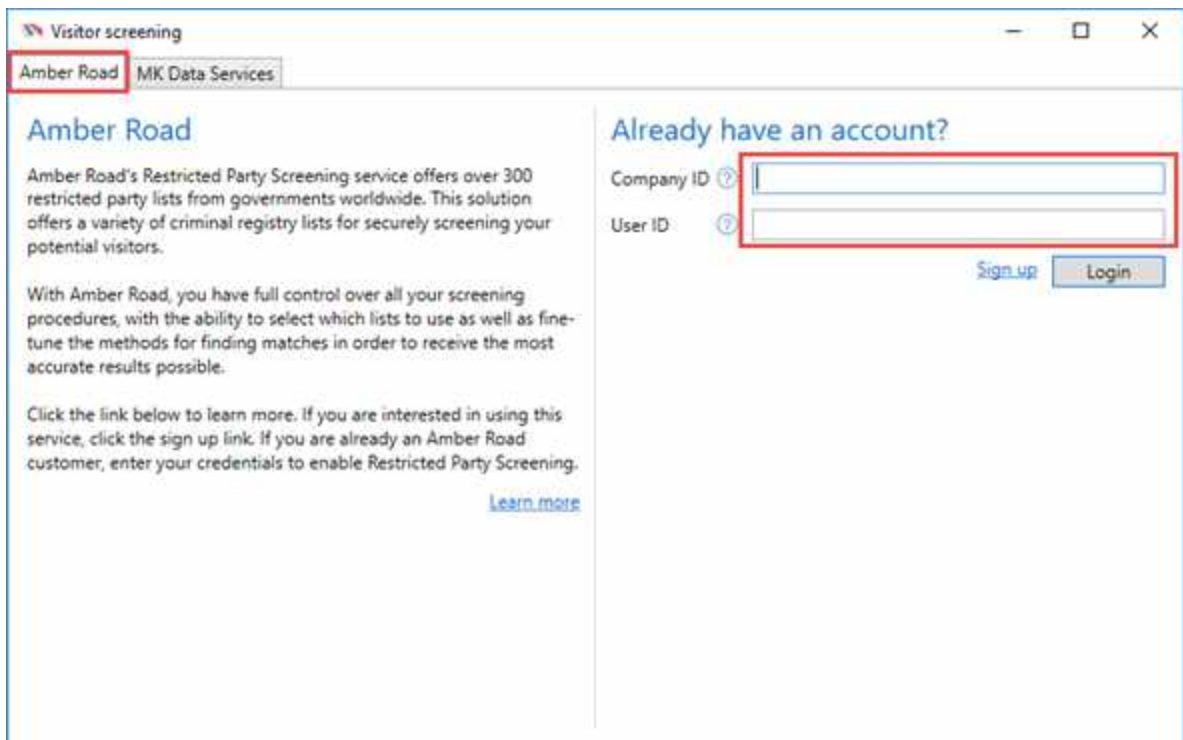 Visitor screening
Amber Road
MK Data Services
Amber Road
Amber Road's Restricted Party Screening service offers over 300
restricted party lists from governments worldwide. This solution
offers a variety of criminal registry lists for securely screening your
potential visitors.
With Amber Road, you have full control over all your screening
procedures, with the ability to select which lists to use as well as fine-
tune the methods for finding matches in order to receive the most
accurate results possible.
Click the link below to learn more. If you are interested in using this
service, click the sign up link. If you are already an Amber Road
customer, enter your credentials to enable Restricted Party Screening.
Learn more
Already have an account?
Company ID ?
User ID ?
Sign up
Login